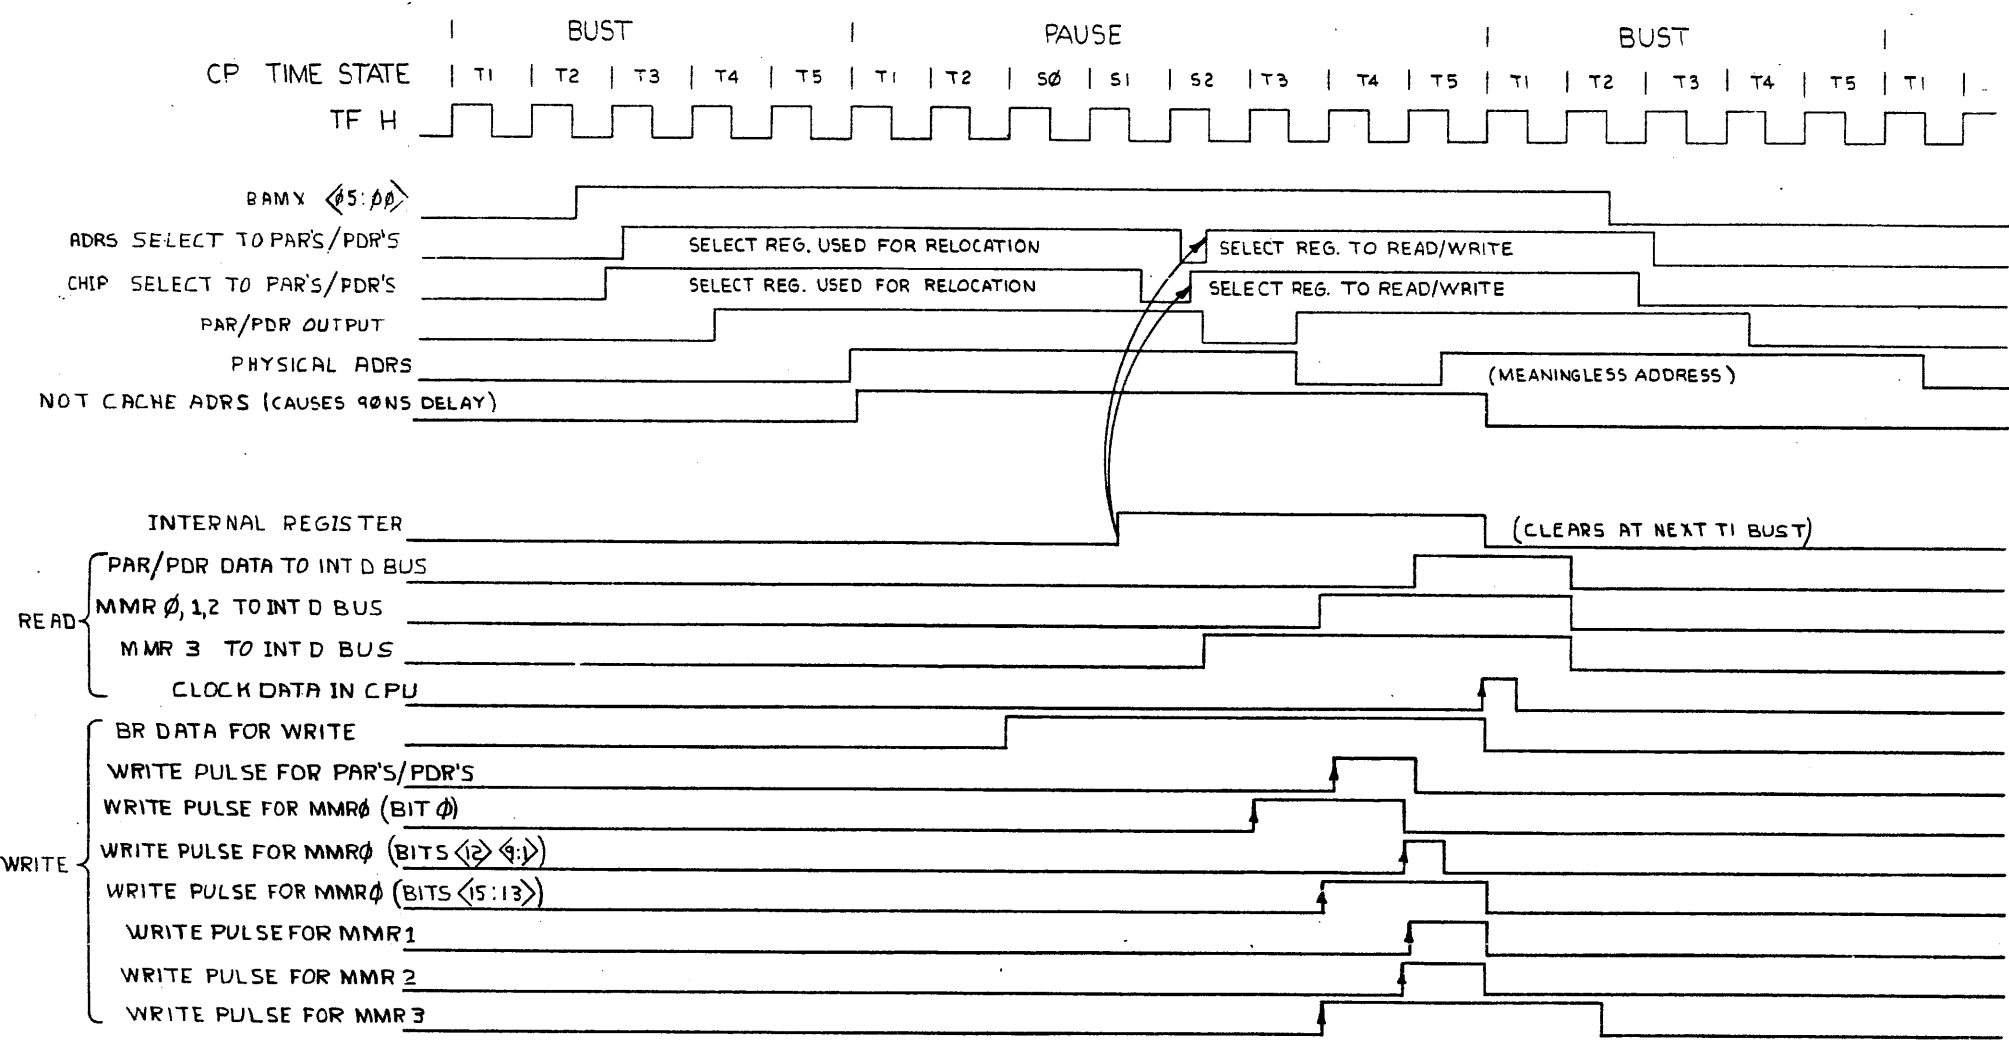 BUST PAUSE BUST
CP TIME STATE T1 T2 T3 T4 T5 T1 T2 SØ S1 S2 T3 T4 T5 T1 T2 T3 T4 T5 T1
TF H
BAMX <Ø5:ØØ>
ADRS SELECT TO PAR'S/PDR'S SELECT REG. USED FOR RELOCATION SELECT REG. TO READ/WRITE
CHIP SELECT TO PAR'S/PDR'S SELECT REG. USED FOR RELOCATION SELECT REG. TO READ/WRITE
PAR/PDR OUTPUT
PHYSICAL ADRS (MEANINGLESS ADDRESS)
NOT CACHE ADRS (CAUSES 9ØNS DELAY)
INTERNAL REGISTER (CLEARS AT NEXT T1 BUST)
READ
PAR/PDR DATA TO INT D BUS
MMR Ø,1,2 TO INT D BUS
MMR 3 TO INT D BUS
CLOCK DATA IN CPU
WRITE
BR DATA FOR WRITE
WRITE PULSE FOR PAR'S/PDR'S
WRITE PULSE FOR MMRØ (BIT Ø)
WRITE PULSE FOR MMRØ (BITS <12> <9:1>)
WRITE PULSE FOR MMRØ (BITS <15:13>)
WRITE PULSE FOR MMR1
WRITE PULSE FOR MMR 2
WRITE PULSE FOR MMR 3